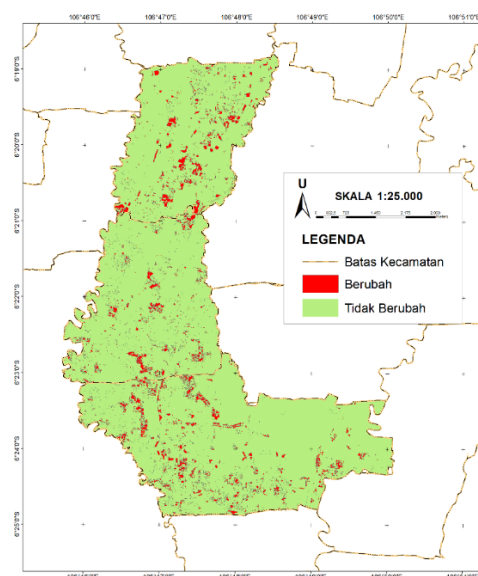 106°46'0"E 106°47'0"E 106°48'0"E 106°49'0"E 106°50'0"E 106°51'0"E
6°19'0"S
6°20'0"S
6°21'0"S
6°22'0"S
6°23'0"S
6°24'0"S
6°25'0"S
U
SKALA 1:25.000
LEGENDA
Batas Kecamatan
Berubah
Tidak Berubah